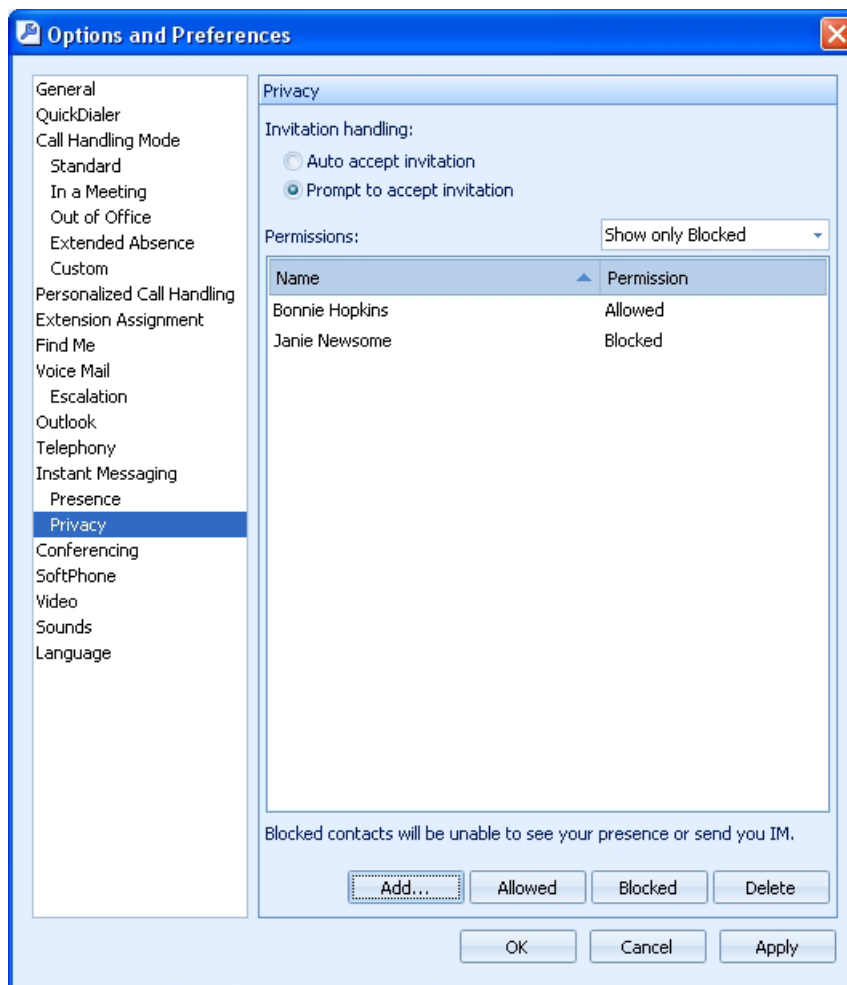 Options and Preferences
General
QuickDialer
Call Handling Mode
Standard
In a Meeting
Out of Office
Extended Absence
Custom
Personalized Call Handling
Extension Assignment
Find Me
Voice Mail
Escalation
Outlook
Telephony
Instant Messaging
Presence
Privacy
Conferencing
SoftPhone
Video
Sounds
Language
Privacy
Invitation handling:
Auto accept invitation
Prompt to accept invitation
Permissions: Show only Blocked
Name Permission
Bonnie Hopkins Allowed
Janie Newsome Blocked
Blocked contacts will be unable to see your presence or send you IM.
Add... Allowed Blocked Delete
OK Cancel Apply